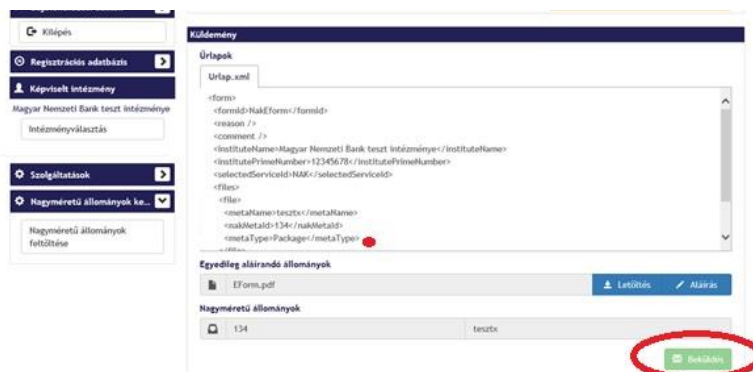 Kilépés
Regisztrációs adatbázis
Képviselt intézmény
Magyar Nemzeti Bank teszt intézménye
Intézményválasztás
Szolgáltatások
Nagyméretű állományok ke...
Nagyméretű állományok
feltöltése
Küldemény
Űrlapok
Urlap.xml
<form>
<formId>NakEform</formId>
<reason />
<comment />
<instituteName>Magyar Nemzeti Bank teszt intézménye</instituteName>
<institutePrimeNumber>12345678</institutePrimeNumber>
<selectedServiceId>NAK</selectedServiceId>
<files>
<file>
<metaName>tesztx</metaName>
<nakMetaId>134</nakMetaId>
<metaType>Package</metaType>
</file>
Egyedileg aláírandó állományok
EForm.pdf
Letöltés
Aláírás
Nagyméretű állományok
134
tesztx
Beküldés